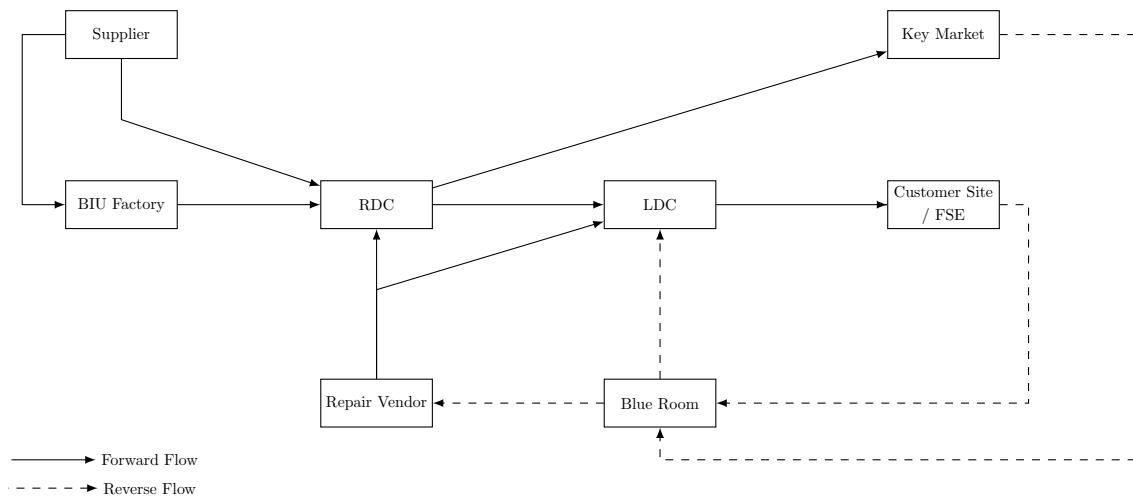 Supplier
Key Market
BIU Factory
RDC
LDC
Customer Site
/ FSE
Repair Vendor
Blue Room
Forward Flow
Reverse Flow